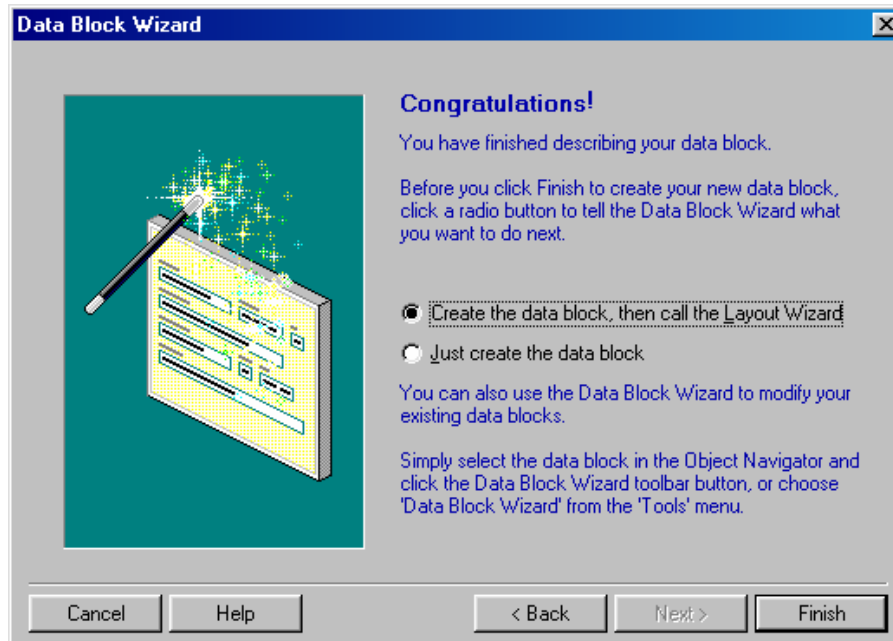 Data Block Wizard
Congratulations!
You have finished describing your data block.
Before you click Finish to create your new data block,
click a radio button to tell the Data Block Wizard what
you want to do next.
Create the data block, then call the Layout Wizard
Just create the data block
You can also use the Data Block Wizard to modify your
existing data blocks.
Simply select the data block in the Object Navigator and
click the Data Block Wizard toolbar button, or choose
'Data Block Wizard' from the 'Tools' menu.
Cancel
Help
< Back
Next >
Finish